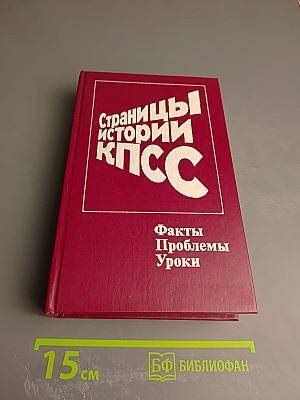 Страницы
истории
КПСС
Факты
Проблемы
Уроки
15 см
БФ БИБЛИОФАН